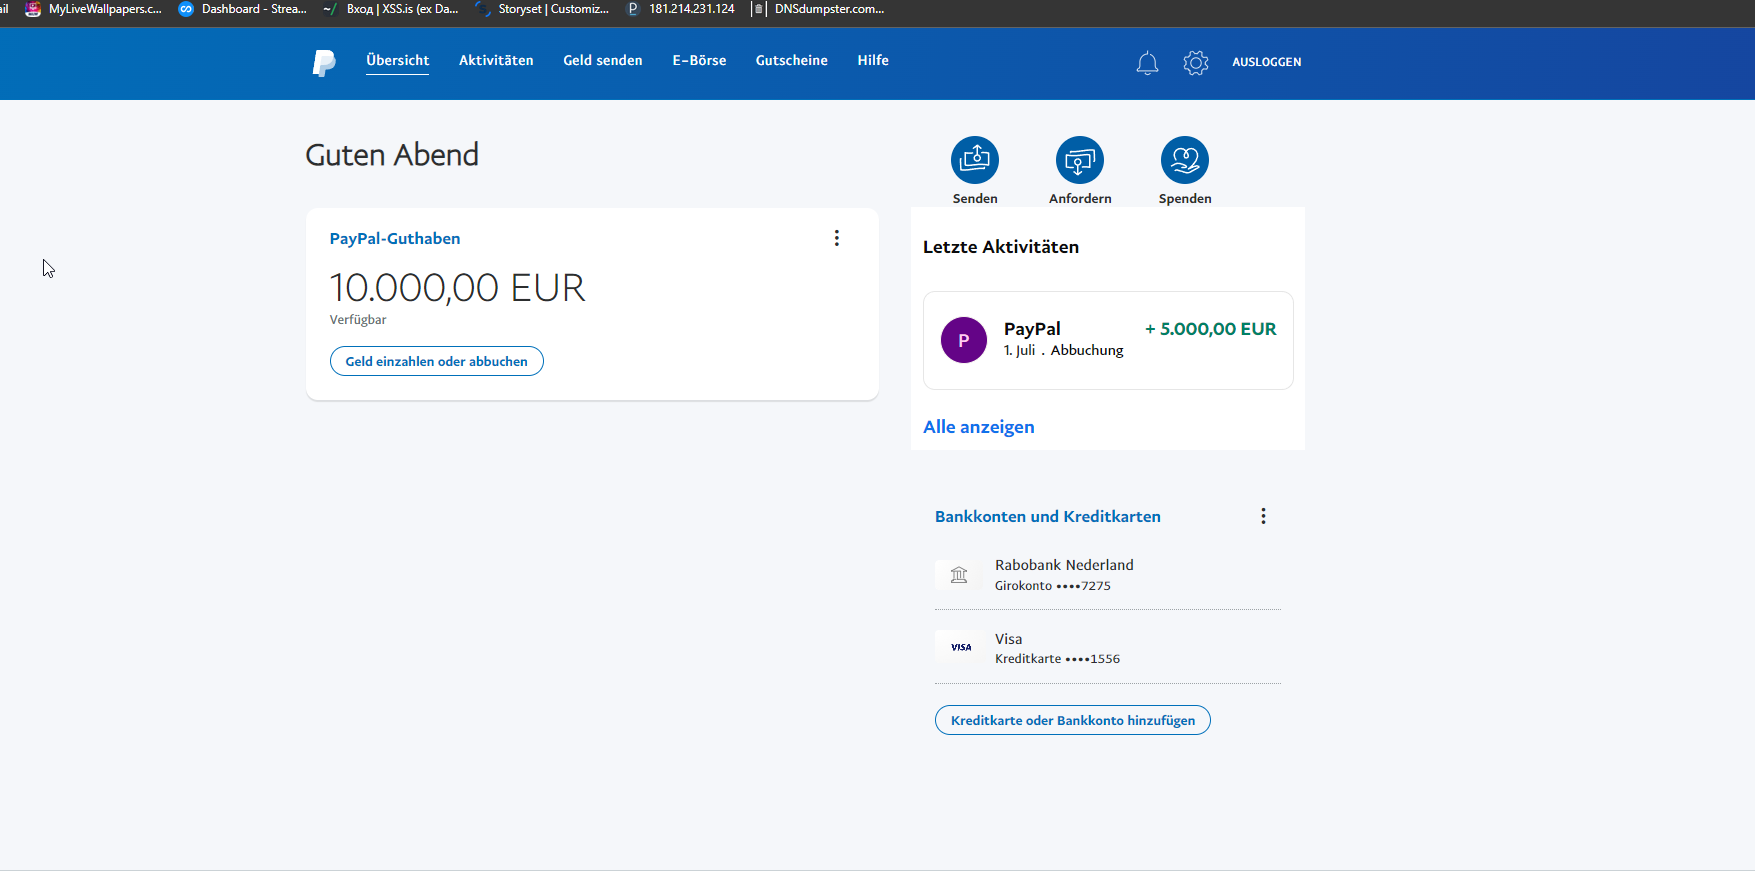 ail MyLiveWallpapers.c... Dashboard - Strea... Вход | XSS.is (ex Da... Storyset | Customiz... 181.214.231.124 DNSdumpster.com...
Übersicht Aktivitäten Geld senden E-Börse Gutscheine Hilfe AUSLOGGEN
Guten Abend
Senden Anfordern Spenden
PayPal-Guthaben
10.000,00 EUR
Verfügbar
Geld einzahlen oder abbuchen
Letzte Aktivitäten
P PayPal + 5.000,00 EUR
1. Juli . Abbuchung
Alle anzeigen
Bankkonten und Kreditkarten
Rabobank Nederland
Girokonto ••••7275
VISA Visa
Kreditkarte ••••1556
Kreditkarte oder Bankkonto hinzufügen